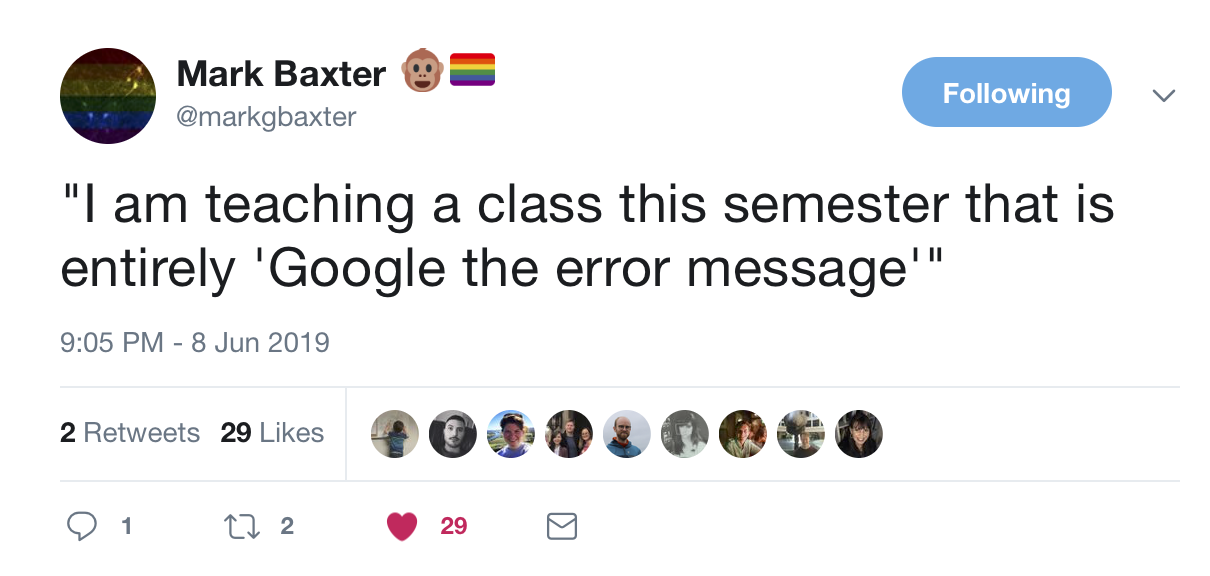 Mark Baxter 🐵🏳️‍🌈
@markgbaxter
Following
"I am teaching a class this semester that is
entirely 'Google the error message'"
9:05 PM - 8 Jun 2019
2 Retweets 29 Likes
1 2 29